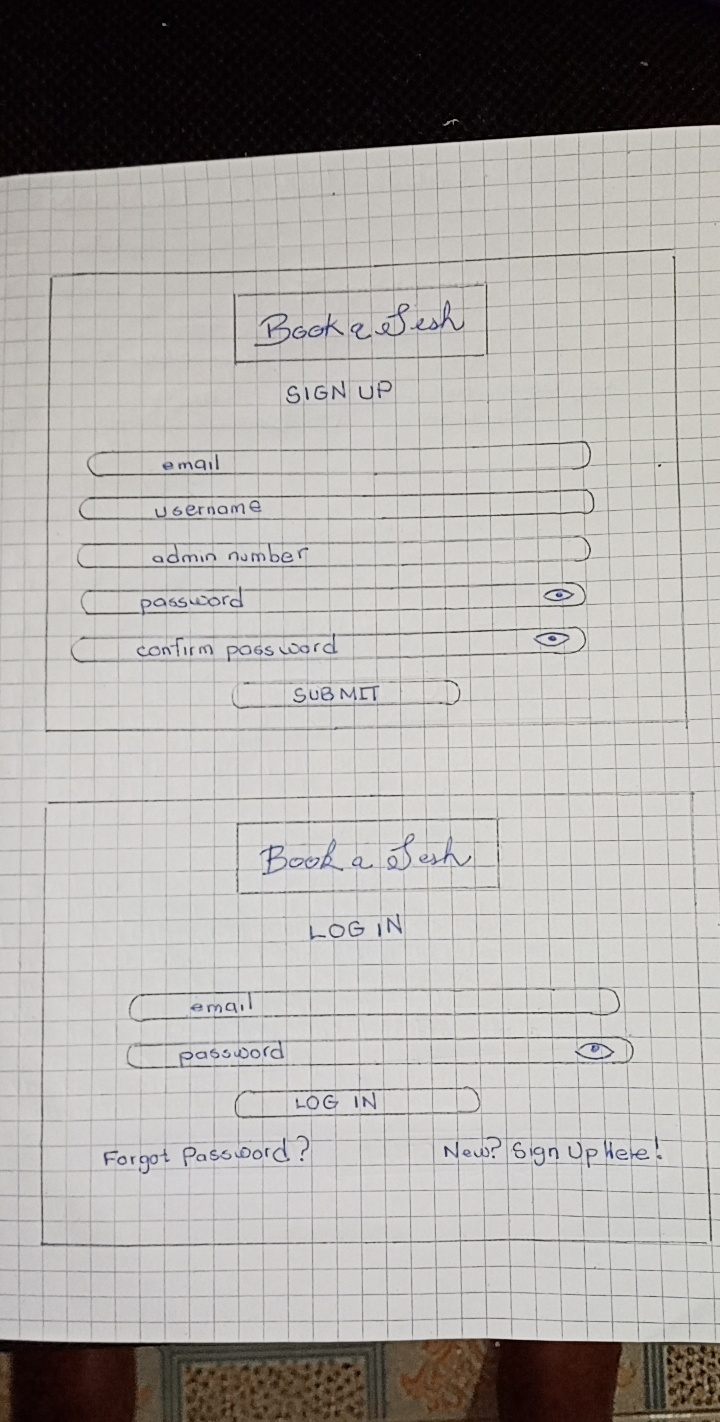 Book a Sesh
SIGN UP
email
username
admin number
password
confirm password
SUBMIT
Book a Sesh
LOG IN
email
password
LOG IN
Forgot Password? New? Sign Up Here!